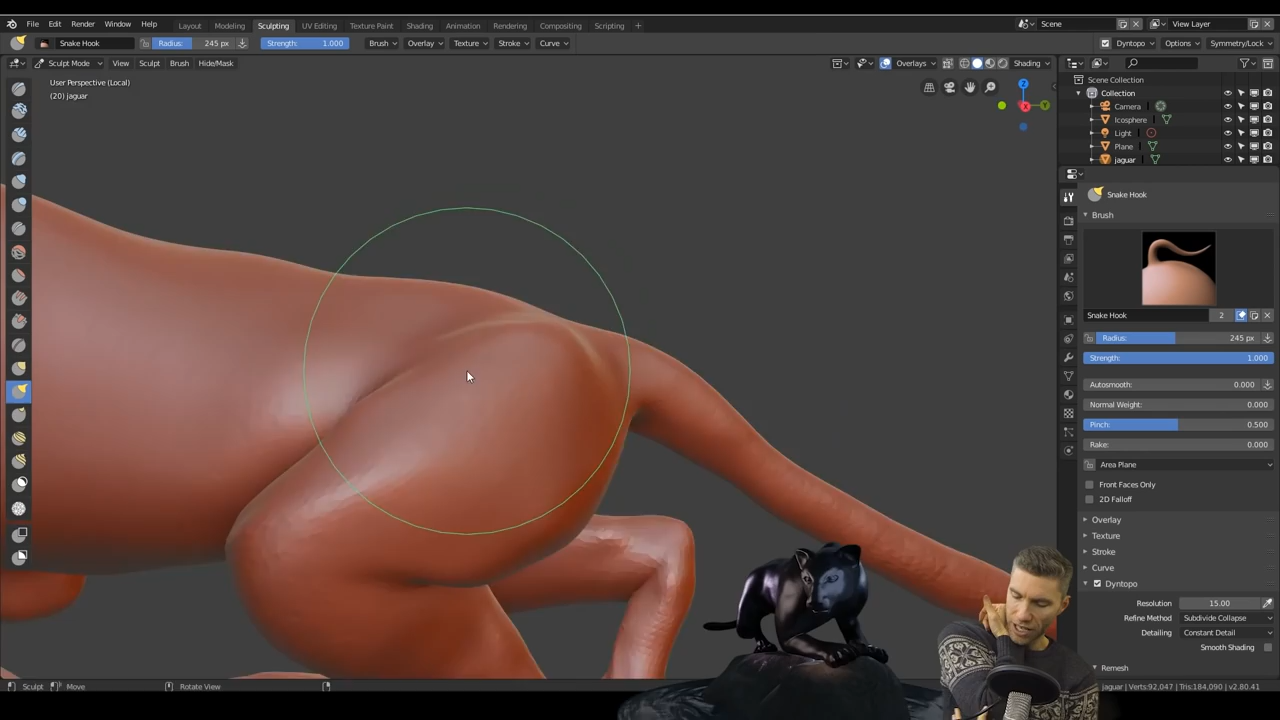 File Edit Render Window Help Layout Modeling Sculpting UV Editing Texture Paint Shading Animation Rendering Compositing Scripting + Scene View Layer
Snake Hook Radius: 245 px Strength: 1.000 Brush Overlay Texture Stroke Curve Dyntopo Options Symmetry/Lock
Sculpt Mode View Sculpt Brush Hide/Mask Overlays Shading
User Perspective (Local)
(20) jaguar
Z
X
Y
Scene Collection
Collection
Camera
Icosphere
Light
Plane
jaguar
Snake Hook
Brush
Snake Hook 2
Radius: 245 px
Strength: 1.000
Autosmooth: 0.000
Normal Weight: 0.000
Pinch: 0.500
Rake: 0.000
Area Plane
Front Faces Only
2D Falloff
Overlay
Texture
Stroke
Curve
Dyntopo
Resolution 15.00
Refine Method Subdivide Collapse
Detailing Constant Detail
Smooth Shading
Remesh
Sculpt Move Rotate View jaguar | Verts:92,047 | Tris:184,090 | v2.80.41